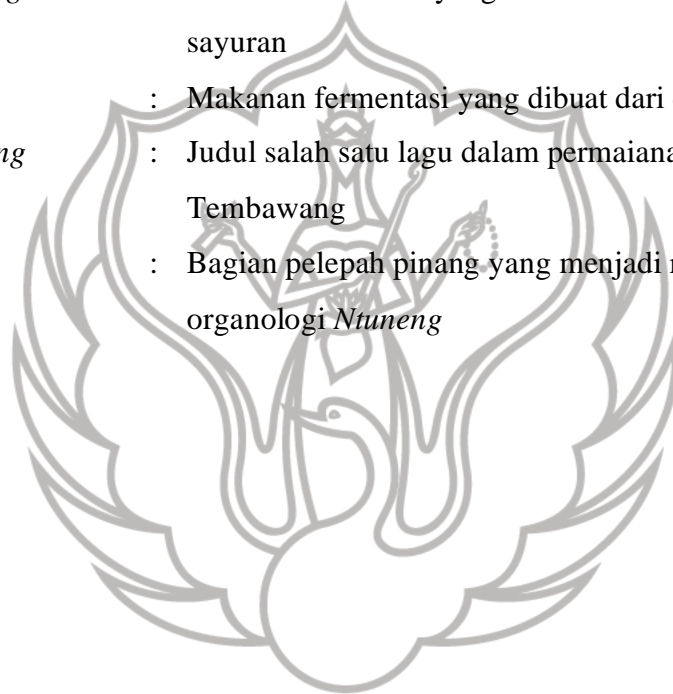 sayuran
: Makanan fermentasi yang dibuat dari
ng : Judul salah satu lagu dalam permaiana
Tembawang
: Bagian pelepah pinang yang menjadi
organologi Ntuneng